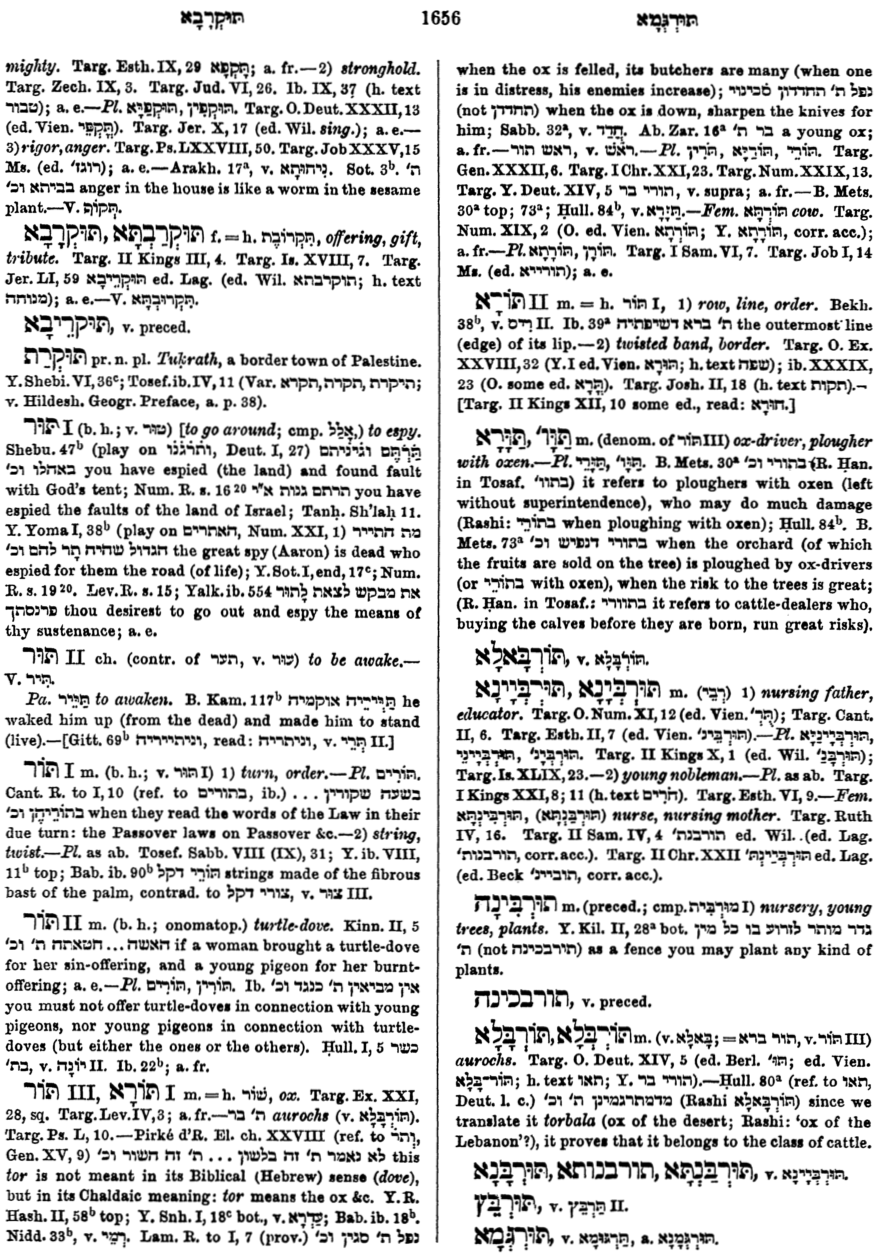 תּוּקְרָבָא 1656 תּוּרְגְּמָא
mighty. Targ. Esth. IX, 29 תָּקְפָּא; a. fr.—2) stronghold.
Targ. Zech. IX, 3. Targ. Jud. VI, 26. Ib. IX, 37 (h. text
טבור); a. e.—Pl. תּוּקְפִין, תּוּקְפַיָּא. Targ. O. Deut. XXXII, 13
(ed. Vien. תָּקְפֵּי). Targ. Jer. X, 17 (ed. Wil. sing.); a. e.—
3) rigor, anger. Targ. Ps. LXXVIII, 50. Targ. Job XXXV, 15
Ms. (ed. רוגז׳); a. e.—Arakh. 17ᵃ, v. נִיחוּתָא. Sot. 3ᵇ. ת׳
בביתא וכ׳ anger in the house is like a worm in the sesame
plant.—V. תְּקוֹף.
תּוּקְרַבְתָּא, תּוּקְרְבָא f. = h. תִּקְרוֹבֶת, offering, gift,
tribute. Targ. II Kings III, 4. Targ. Is. XVIII, 7. Targ.
Jer. LI, 59 תּוּקְרֵיבָא ed. Lag. (ed. Wil. תוקרבתא; h. text
מנוחה); a. e.—V. תִּקְרוּבְתָּא.
תּוּקְרֵיבָא, v. preced.
תּוּקְרַת pr. n. pl. Tuḳrath, a border town of Palestine.
Y. Shebi. VI, 36ᶜ; Tosef. ib. IV, 11 (Var. היקרת, תקרה, תקרא;
v. Hildesh. Geogr. Preface, a. p. 38).
תּוּר I (b. h.; v. טוּר) [to go around; cmp. אֲלַל,] to espy.
Shebu. 47ᵇ (play on וַתֵּרָגְנוּ, Deut. I, 27) תַּרְתֶּם וגיניתם
באהלו וכ׳ you have espied (the land) and found fault
with God's tent; Num. R. s. 16²⁰ תרתם גנות א״י you have
espied the faults of the land of Israel; Tanḥ. Sh'laḥ 11.
Y. Yoma I, 38ᵇ (play on האתרים, Num. XXI, 1) מת התייר
הגדול שהיה תָר להם וכ׳ the great spy (Aaron) is dead who
espied for them the road (of life); Y. Sot. I, end, 17ᶜ; Num.
R. s. 19²⁰. Lev. R. s. 15; Yalk. ib. 554 את מבקש לצאת לָתוּר
פרנסתך thou desirest to go out and espy the means of
thy sustenance; a. e.
תּוּר II ch. (contr. of תער, v. עוּר) to be awake.—
V. תִּיר.
Pa. תַּיֵּיר to awaken. B. Kam. 117ᵇ תַּיְּירֵיה אוקמיה he
waked him up (from the dead) and made him to stand
(live).—[Gitt. 69ᵇ וניתייריה, read: וניתריה, v. תְּרֵי II.]
תּוֹר I m. (b. h.; v. תּוּר I) 1) turn, order.—Pl. תּוֹרִים.
Cant. R. to I, 10 (ref. to בתורים, ib.) ... בשעה שקורין
בתוֹרֵיהֶן וכ׳ when they read the words of the Law in their
due turn: the Passover laws on Passover &c.—2) string,
twist.—Pl. as ab. Tosef. Sabb. VIII (IX), 31; Y. ib. VIII,
11ᵇ top; Bab. ib. 90ᵇ תּוֹרֵי דקל strings made of the fibrous
bast of the palm, contrad. to צורי דקל, v. צוּר III.
תּוֹר II m. (b. h.; onomatop.) turtle-dove. Kinn. II, 5
האשה ... חטאתה ת׳ וכ׳ if a woman brought a turtle-dove
for her sin-offering, and a young pigeon for her burnt-
offering; a. e.—Pl. תּוֹרִין, תּוֹרִים. Ib. אין מביאין ת׳ כנגד וכ׳
you must not offer turtle-doves in connection with young
pigeons, nor young pigeons in connection with turtle-
doves (but either the ones or the others). Ḥull. I, 5 כשר
בת׳, v. יוֹנָה II. Ib. 22ᵇ; a. fr.
תּוֹר III, תּוֹרָא I m. = h. שׁוֹר, ox. Targ. Ex. XXI,
28, sq. Targ. Lev. IV, 3; a. fr.—ת׳ בר aurochs (v. תּוֹרְבָּלָא).
Targ. Ps. L, 10.—Pirké d'R. El. ch. XXVIII (ref. to וְתֹר,
Gen. XV, 9) לא נאמר ת׳ זה בלשון ... ת׳ זה השור וכ׳ this
tor is not meant in its Biblical (Hebrew) sense (dove),
but in its Chaldaic meaning: tor means the ox &c. Y. R.
Hash. II, 58ᵇ top; Y. Snh. I, 18ᶜ bot., v. עַדְרָא; Bab. ib. 18ᵇ.
Nidd. 33ᵇ, v. רְמֵי. Lam. R. to I, 7 (prov.) נפל ת׳ סגין וכ׳
when the ox is felled, its butchers are many (when one
is in distress, his enemies increase); נפל ת׳ חדדון סכינוי
(not תחדדון) when the ox is down, sharpen the knives for
him; Sabb. 32ᵃ, v. חֲדַד. Ab. Zar. 16ᵃ בר ת׳ a young ox;
a. fr.—ראש תור, v. רֹאשׁ.—Pl. תּוֹרֵי, תּוֹרַיָּא, תּוֹרִין. Targ.
Gen. XXXII, 6. Targ. I Chr. XXI, 23. Targ. Num. XXIX, 13.
Targ. Y. Deut. XIV, 5 תורי בר, v. supra; a. fr.—B. Mets.
30ᵃ top; 73ᵃ; Ḥull. 84ᵇ, v. תַּיָּרָא.—Fem. תּוֹרְתָא cow. Targ.
Num. XIX, 2 (O. ed. Vien. תּוֹרָתָא; Y. תּוֹרָתָא, corr. acc.);
a. fr.—Pl. תּוֹרָן, תּוֹרָתָא. Targ. I Sam. VI, 7. Targ. Job I, 14
Ms. (ed. תורייא); a. e.
תּוֹרָא II m. = h. תּוֹר I, 1) row, line, order. Bekh.
38ᵇ, v. רִיס II. Ib. 39ᵃ ת׳ ברא דשיפתיה the outermost line
(edge) of its lip.—2) twisted band, border. Targ. O. Ex.
XXVIII, 32 (Y. I ed. Vien. תּוּרָא; h. text שפה); ib. XXXIX,
23 (O. some ed. תְּוָרָא). Targ. Josh. II, 18 (h. text תקות).—
[Targ. II Kings XII, 10 some ed., read: חוֹרָא.]
תַּוָּו׳, תַּוָּרָא m. (denom. of תּוֹר III) ox-driver, plougher
with oxen.—Pl. תַּוָּו׳, תַּוָּרֵי. B. Mets. 30ᵃ בתוורי וכ׳ (R. Han.
in Tosaf. בתוו׳) it refers to ploughers with oxen (left
without superintendence), who may do much damage
(Rashi: בתוֹרֵי when ploughing with oxen); Ḥull. 84ᵇ. B.
Mets. 73ᵃ בתורי דנפיש וכ׳ when the orchard (of which
the fruits are sold on the tree) is ploughed by ox-drivers
(or בתוֹרֵי with oxen), when the risk to the trees is great;
(R. Ḥan. in Tosaf.: בתוורי it refers to cattle-dealers who,
buying the calves before they are born, run great risks).
תּוֹרְבָּאלָא, v. תּוֹרְבָּלָא.
תּוּרְבְּיָינָא, תּוּרְבְּיָינָא m. (רְבֵי) 1) nursing father,
educator. Targ. O. Num. XI, 12 (ed. Vien. תֻּרְ׳); Targ. Cant.
II, 6. Targ. Esth. II, 7 (ed. Vien. תּוּרְבִּינ׳).—Pl. תּוּרְבְּיָינַיָּא,
תּוּרְבְּיָנֵ׳, תּוּרְבְּיָינֵי. Targ. II Kings X, 1 (ed. Wil. תּוּרְבָּנֵ׳);
Targ. Is. XLIX, 23.—2) young nobleman.—Pl. as ab. Targ.
I Kings XXI, 8; 11 (h. text חֹרִים). Targ. Esth. VI, 9.—Fem.
תּוּרְבְּיָנְתָא, (תּוּרְבַּנְתָּא) nurse, nursing mother. Targ. Ruth
IV, 16. Targ. II Sam. IV, 4 תורבנת׳ ed. Wil. (ed. Lag.
תורבנות׳, corr. acc.). Targ. II Chr. XXII תּוּרְבְּיַינְתּ׳ ed. Lag.
(ed. Beck תוביינ׳, corr. acc.).
תּוּרְבִּינָה m. (preced.; cmp. תַּרְבִּית I) nursery, young
trees, plants. Y. Kil. II, 28ᵃ bot. גדר מותר לזרוע בו כל מין
ת׳ (not תורבכינה) as a fence you may plant any kind of
plants.
תורבכינה, v. preced.
תּוֹרְבָּלָא, תּוֹרְבָּלָא m. (v. בָּאלָא; = תור ברא, v. תּוֹר III)
aurochs. Targ. O. Deut. XIV, 5 (ed. Berl. תּוּ׳; ed. Vien.
תּוֹר־בָּלָא; h. text תאו; Y. תורי בר).—Ḥull. 80ᵃ (ref. to תאו,
Deut. l. c.) מדמתרגמינן ת׳ וכ׳ (Rashi תּוֹרְבָּאלָא) since we
translate it torbala (ox of the desert; Rashi: 'ox of the
Lebanon'?), it proves that it belongs to the class of cattle.
תּוּרְבַּנְתָּא, תורבנותא, תּוּרְבָּנָא, v. תּוּרְבְּיָינָא.
תּוּרְבֵּץ, v. תַּרְבֵּץ II.
תּוּרְגְּמָא, v. תַּרְגּוּמָא, a. תּוּרְגְּמָנָא.